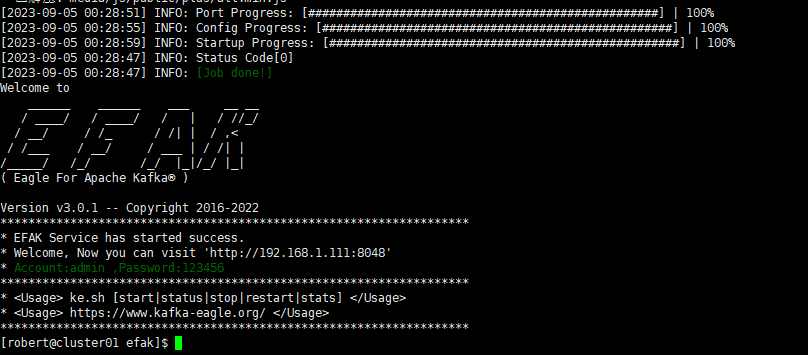 [2023-09-05 00:28:51] INFO: Port Progress: [##################################################] | 100%
[2023-09-05 00:28:55] INFO: Config Progress: [##################################################] | 100%
[2023-09-05 00:28:59] INFO: Startup Progress: [##################################################] | 100%
[2023-09-05 00:28:47] INFO: Status Code[0]
[2023-09-05 00:28:47] INFO: [Job done!]
Welcome to
EFAK
( Eagle For Apache Kafka® )
Version v3.0.1 -- Copyright 2016-2022
*******************************************************************
* EFAK Service has started success.
* Welcome, Now you can visit 'http://192.168.1.111:8048'
* Account:admin ,Password:123456
*******************************************************************
* <Usage> ke.sh [start|status|stop|restart|stats] </Usage>
* <Usage> https://www.kafka-eagle.org/ </Usage>
*******************************************************************
[robert@cluster01 efak]$